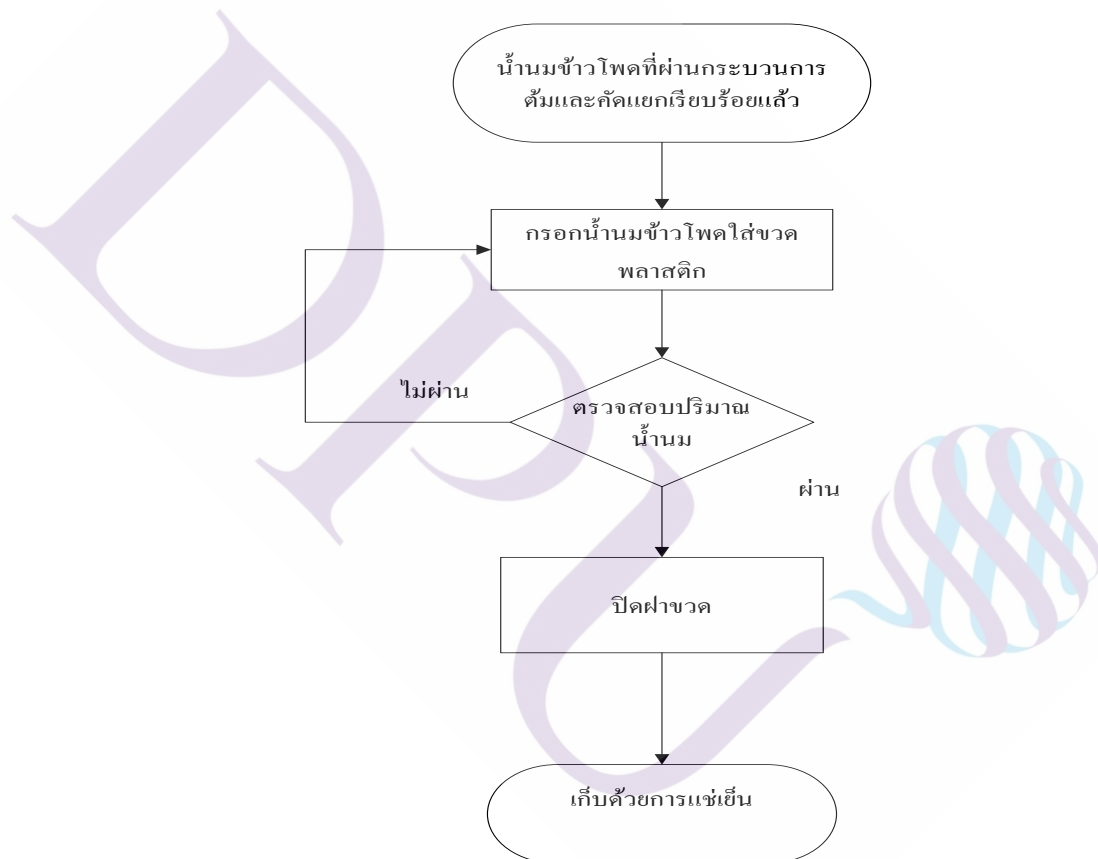 น้ำนมข้าวโพดที่ผ่านกระบวนการ
ต้มและคัดแยกเรียบร้อยแล้ว
กรอกน้ำนมข้าวโพดใส่ขวด
พลาสติก
ไม่ผ่าน
ตรวจสอบปริมาณ
น้ำนม
ผ่าน
ปิดฝาขวด
เก็บด้วยการแช่เย็น
DPU